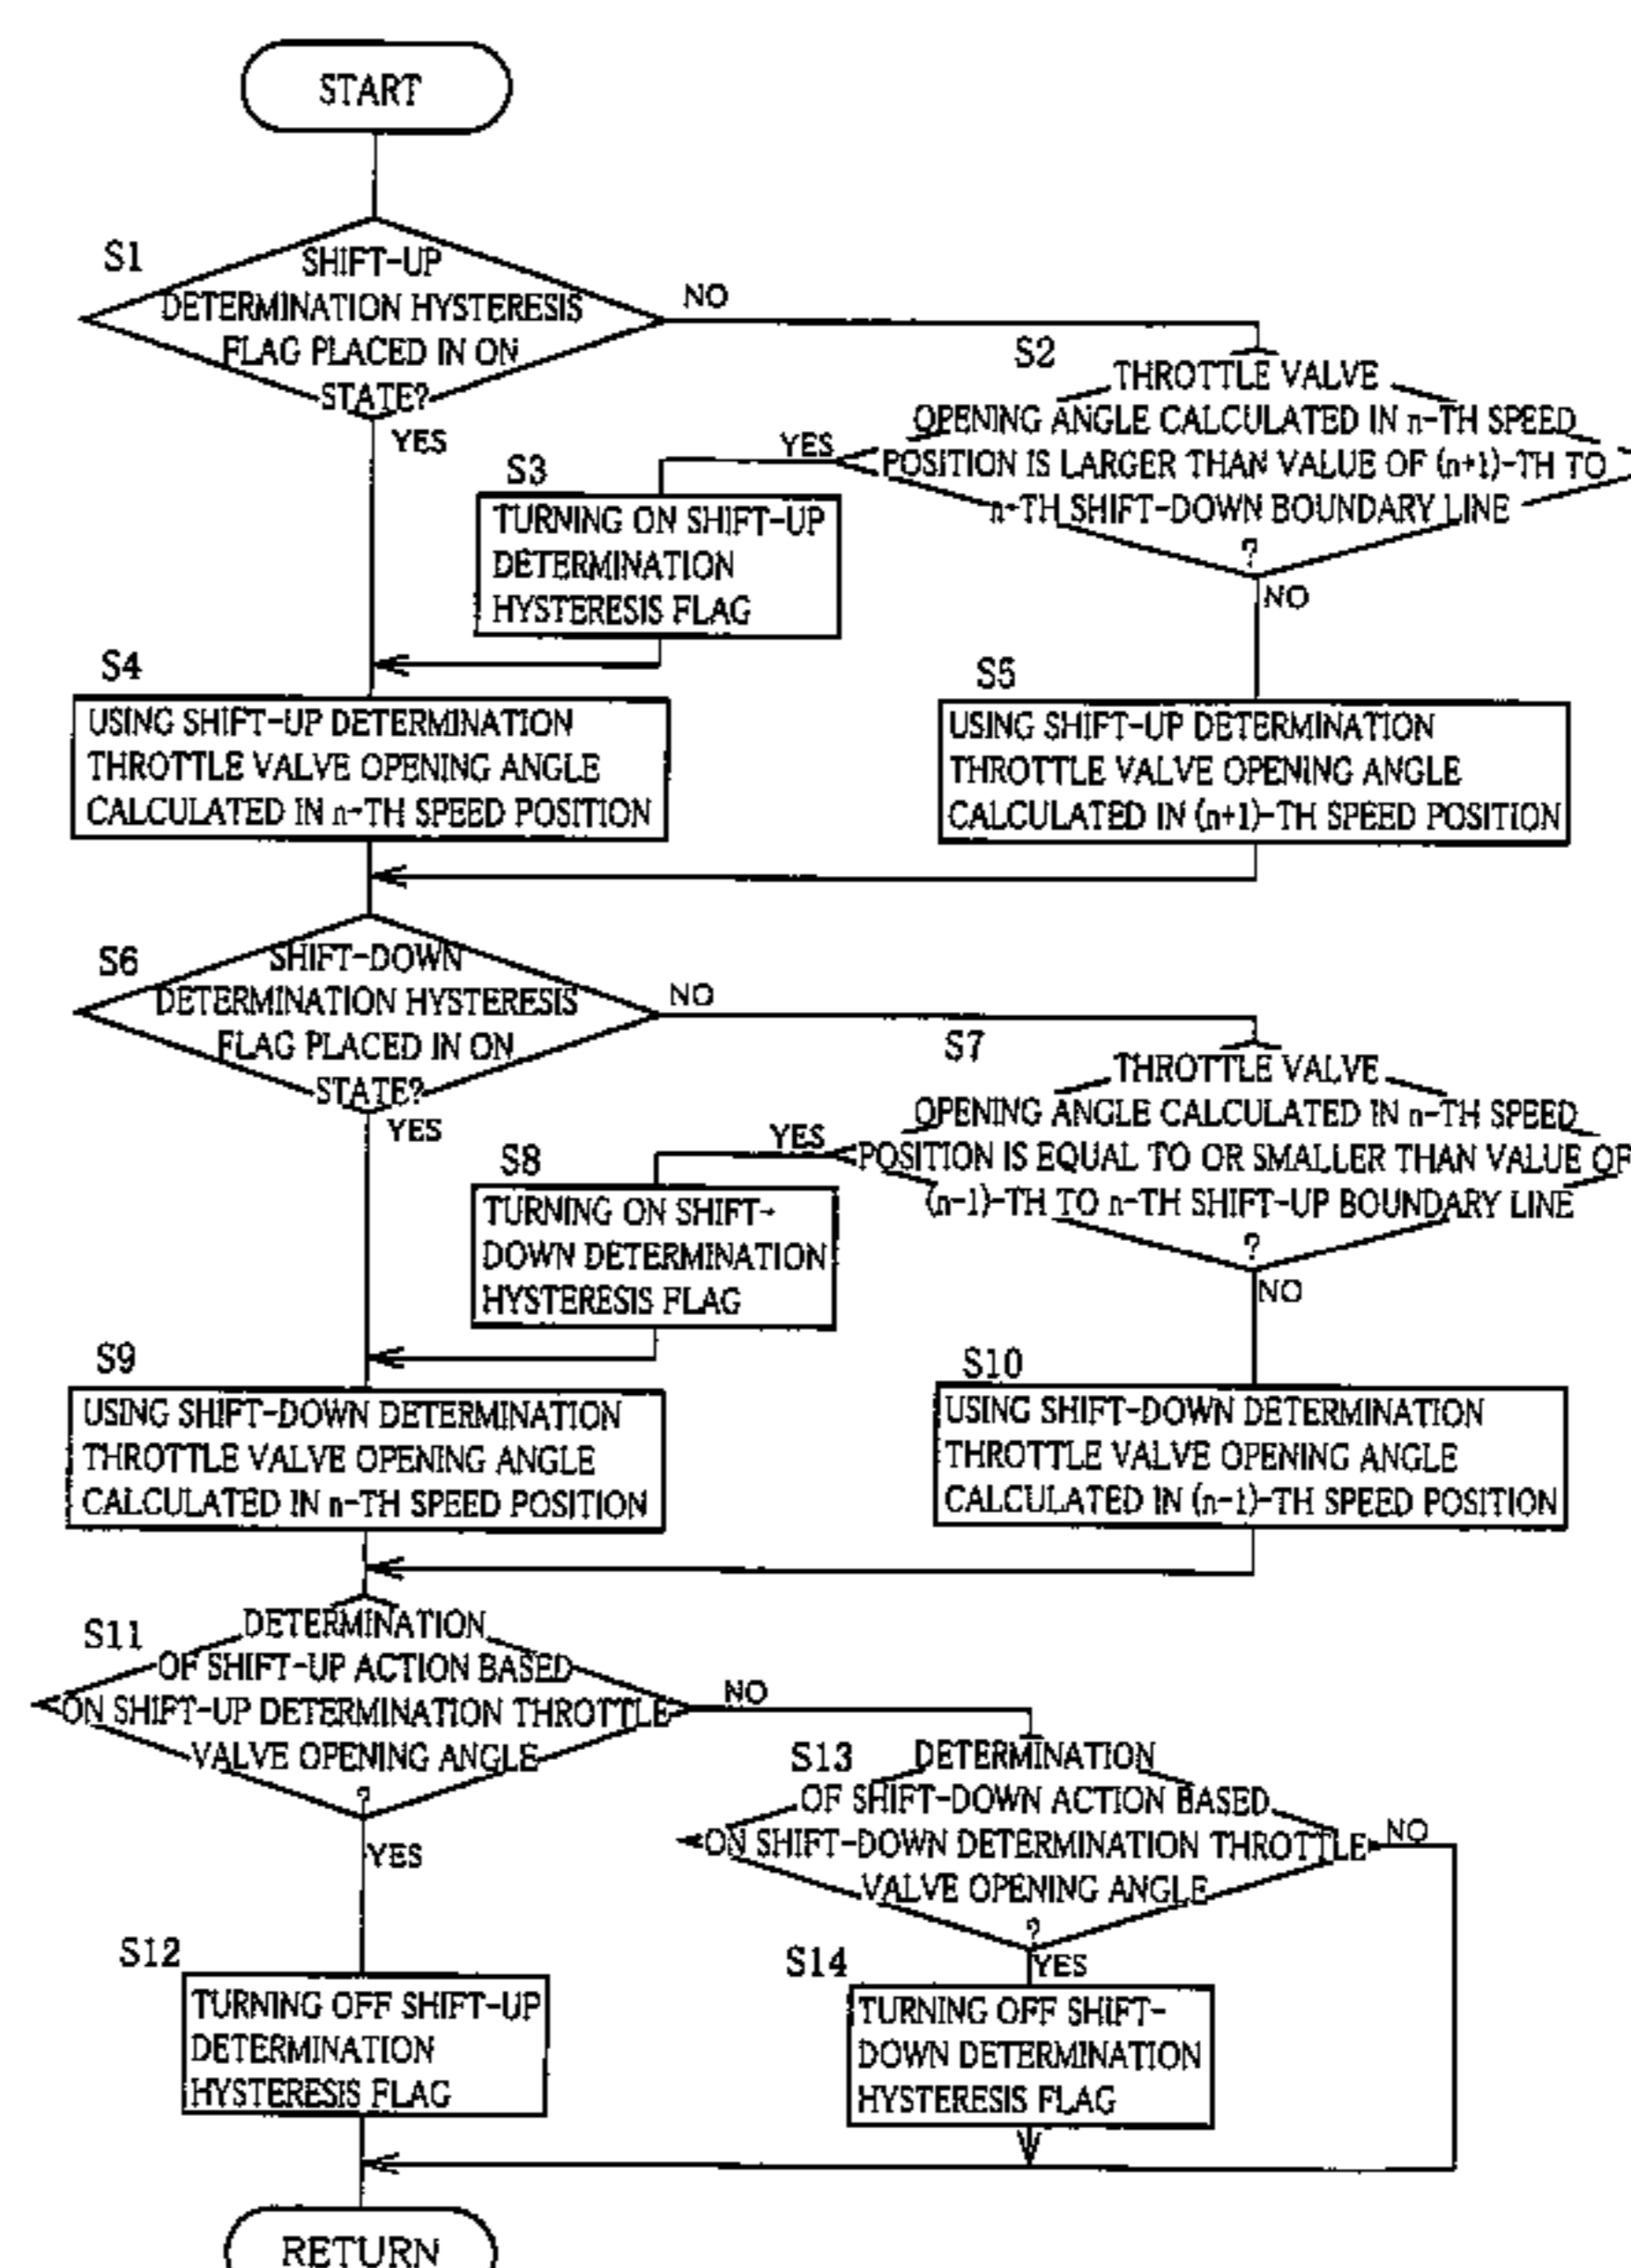 START
S1
SHIFT-UP
DETERMINATION HYSTERESIS
FLAG PLACED IN ON
STATE?
NO
YES
S2
THROTTLE VALVE
OPENING ANGLE CALCULATED IN n-TH SPEED
POSITION IS LARGER THAN VALUE OF (n+1)-TH TO
n-TH SHIFT-DOWN BOUNDARY LINE
?
YES
NO
S3
TURNING ON SHIFT-UP
DETERMINATION
HYSTERESIS FLAG
S4
USING SHIFT-UP DETERMINATION
THROTTLE VALVE OPENING ANGLE
CALCULATED IN n-TH SPEED POSITION
S5
USING SHIFT-UP DETERMINATION
THROTTLE VALVE OPENING ANGLE
CALCULATED IN (n+1)-TH SPEED POSITION
S6
SHIFT-DOWN
DETERMINATION HYSTERESIS
FLAG PLACED IN ON
STATE?
NO
YES
S7
THROTTLE VALVE
OPENING ANGLE CALCULATED IN n-TH SPEED
POSITION IS EQUAL TO OR SMALLER THAN VALUE OF
(n-1)-TH TO n-TH SHIFT-UP BOUNDARY LINE
?
YES
NO
S8
TURNING ON SHIFT-
DOWN DETERMINATION
HYSTERESIS FLAG
S9
USING SHIFT-DOWN DETERMINATION
THROTTLE VALVE OPENING ANGLE
CALCULATED IN n-TH SPEED POSITION
S10
USING SHIFT-DOWN DETERMINATION
THROTTLE VALVE OPENING ANGLE
CALCULATED IN (n-1)-TH SPEED POSITION
S11
DETERMINATION
OF SHIFT-UP ACTION BASED
ON SHIFT-UP DETERMINATION THROTTLE
VALVE OPENING ANGLE
?
NO
YES
S13
DETERMINATION
OF SHIFT-DOWN ACTION BASED
ON SHIFT-DOWN DETERMINATION THROTTLE
VALVE OPENING ANGLE
?
NO
YES
S12
TURNING OFF SHIFT-UP
DETERMINATION
HYSTERESIS FLAG
S14
TURNING OFF SHIFT-
DOWN DETERMINATION
HYSTERESIS FLAG
RETURN